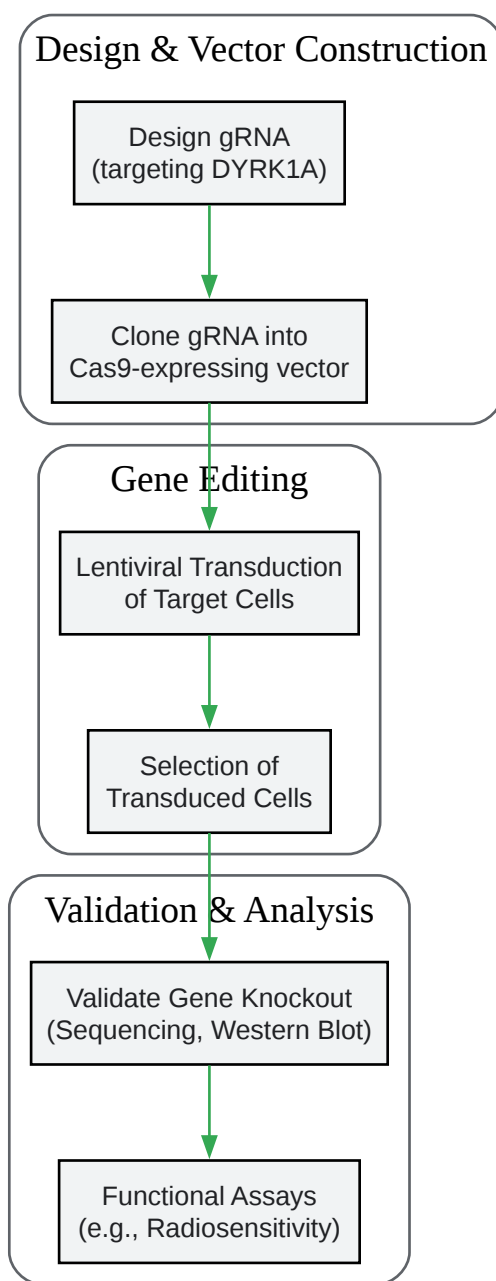 Design & Vector Construction
Design gRNA
(targeting DYRK1A)
Clone gRNA into
Cas9-expressing vector
Gene Editing
Lentiviral Transduction
of Target Cells
Selection of
Transduced Cells
Validation & Analysis
Validate Gene Knockout
(Sequencing, Western Blot)
Functional Assays
(e.g., Radiosensitivity)